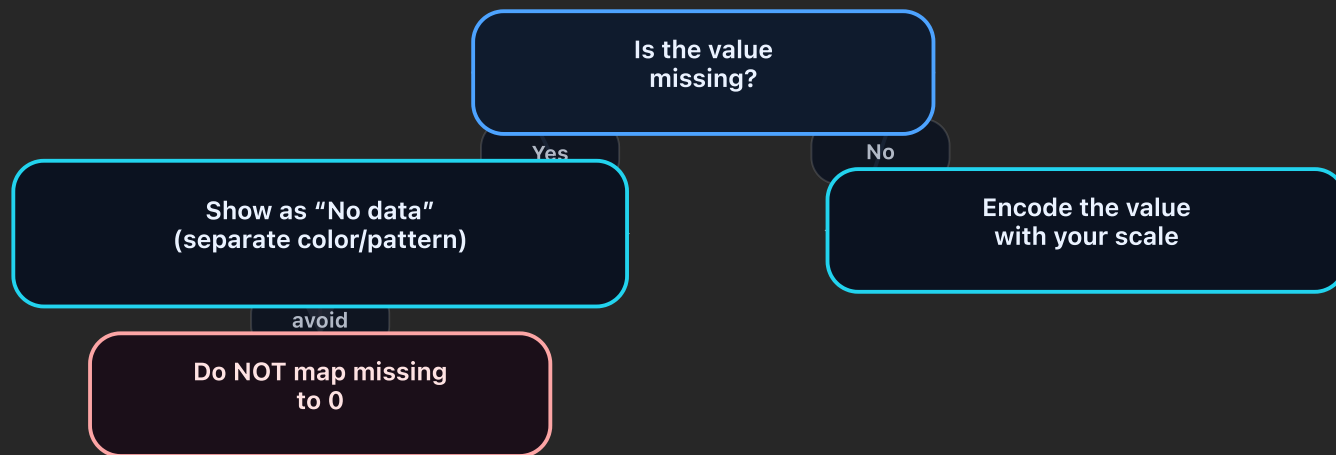 Is the value
missing?
Yes
No
Show as “No data”
(separate color/pattern)
Encode the value
with your scale
avoid
Do NOT map missing
to 0